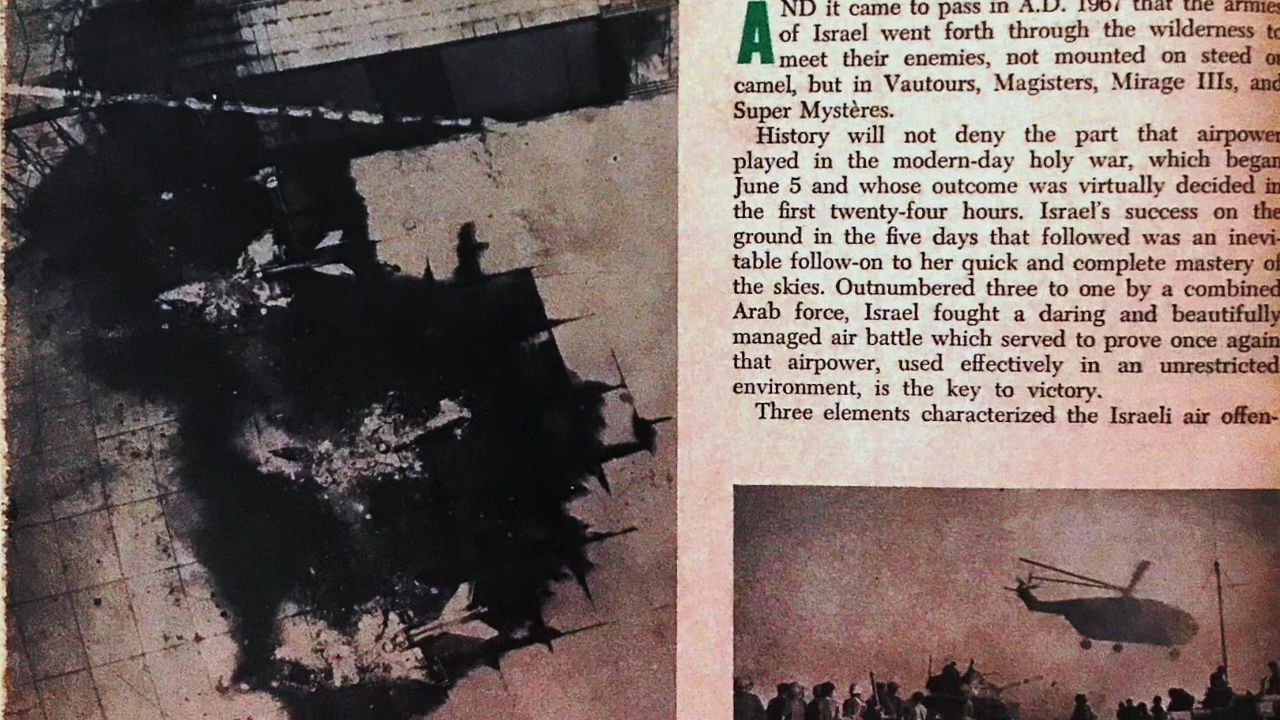 AND it came to pass in A.D. 1967 that the armies
of Israel went forth through the wilderness to
meet their enemies, not mounted on steed or
camel, but in Vautours, Magisters, Mirage IIIs, and
Super Mystères.
History will not deny the part that airpower
played in the modern-day holy war, which began
June 5 and whose outcome was virtually decided in
the first twenty-four hours. Israel's success on the
ground in the five days that followed was an inevi-
table follow-on to her quick and complete mastery of
the skies. Outnumbered three to one by a combined
Arab force, Israel fought a daring and beautifully
managed air battle which served to prove once again
that airpower, used effectively in an unrestricted
environment, is the key to victory.
Three elements characterized the Israeli air offen-